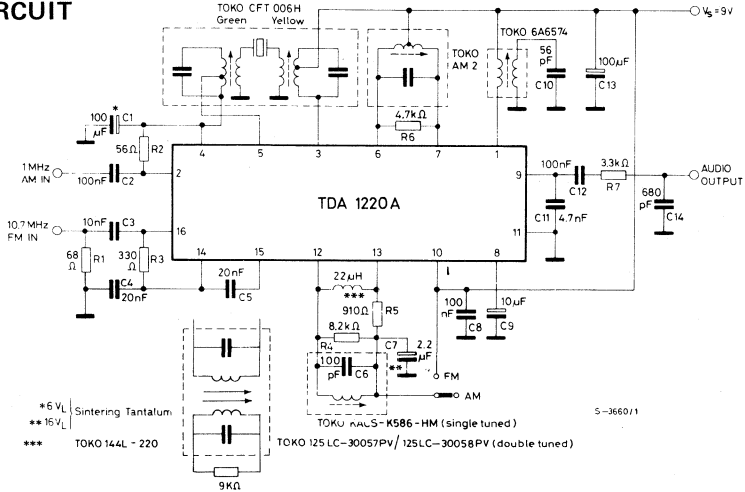 RCUIT
TOKO CFT 006H
Green Yellow
VS = 9V
TOKO AM 2
TOKO 6A6574
56 pF
C10
100µF
C13
4.7kΩ
R6
*
100 µF
C1
56Ω
R2
4
5
3
6
7
1
1MHz AM IN
100nF
C2
2
TDA 1220A
9
100nF
C12
3.3kΩ
R7
AUDIO OUTPUT
680 pF
C14
C11
4.7nF
11
10.7MHz FM IN
10nF
C3
16
68 Ω
R1
330 Ω
R3
C4
20nF
14
15
20nF
C5
12
13
10
8
22µH
***
910Ω
R5
8.2kΩ
R4
100 pF
C6
C7
2.2 µF
**
100 nF
C8
10µF
C9
FM
AM
TOKO KACS-K586-HM (single tuned)
S-3660/1
*6VL
**16VL
Sintering Tantalum
*** TOKO 144L - 220
TOKO 125LC-30057PV/125LC-30058PV (double tuned)
9KΩ